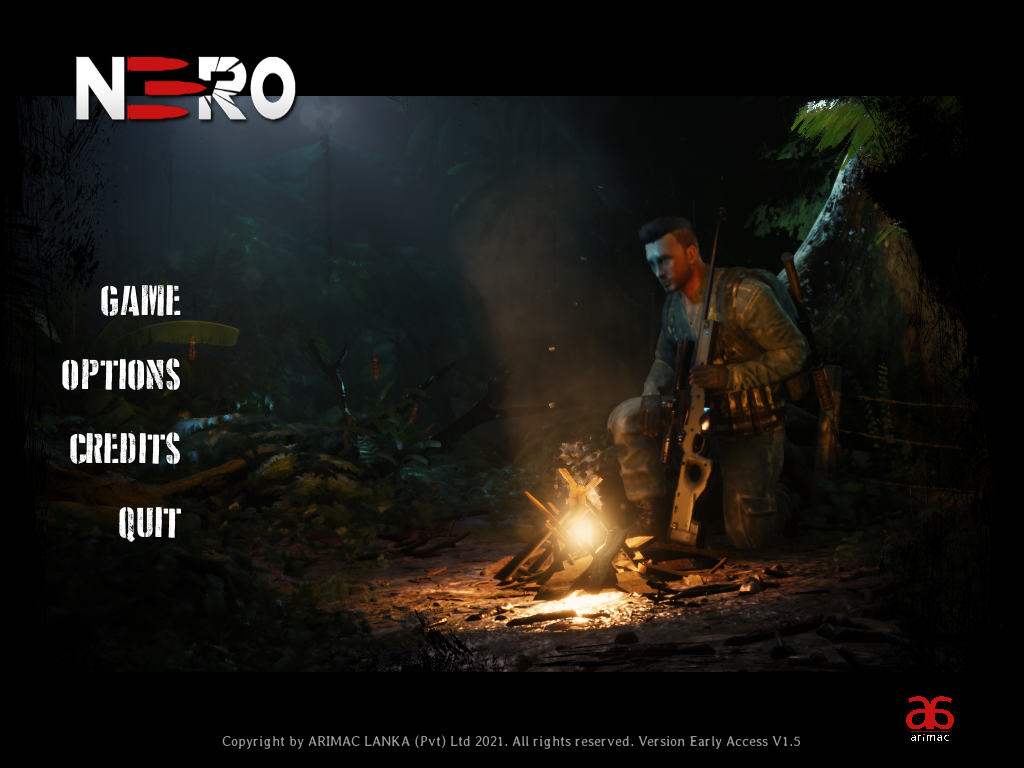 NERO
GAME
OPTIONS
CREDITS
QUIT
arimac
Copyright by ARIMAC LANKA (Pvt) Ltd 2021. All rights reserved. Version Early Access V1.5